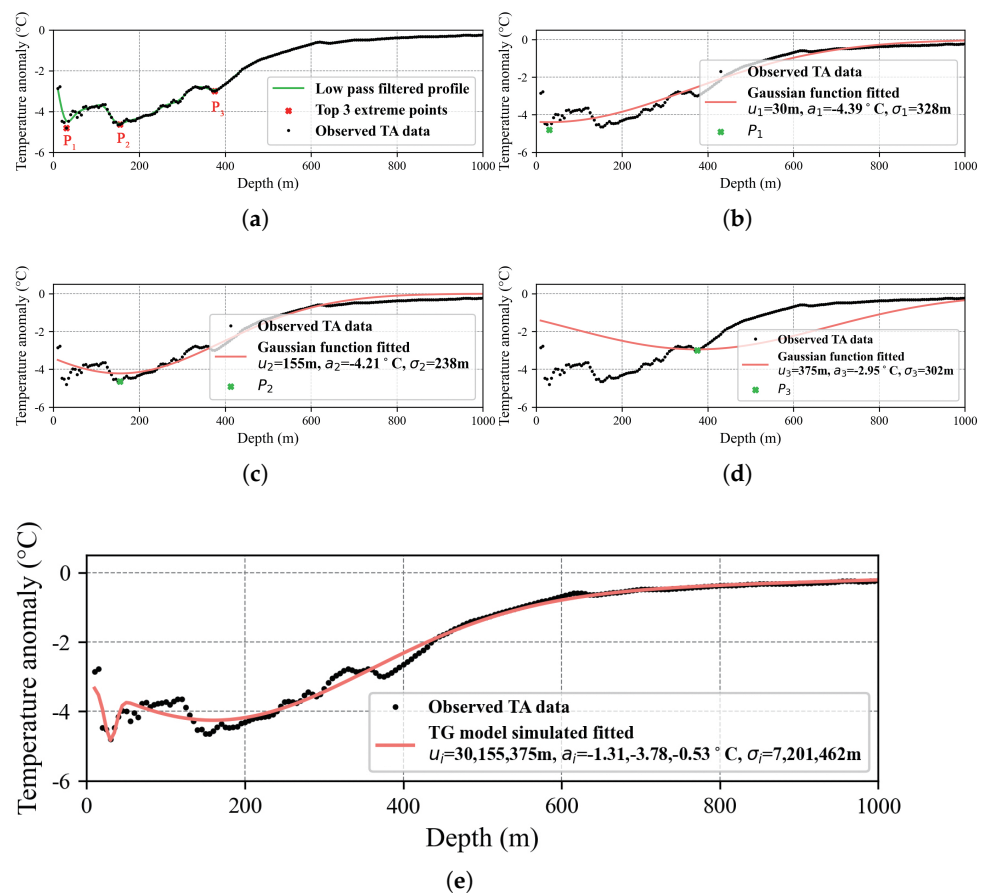 Temperature anomaly (°C)
0
-2
-4
-6
P1
P2
P3
Low pass filtered profile
Top 3 extreme points
Observed TA data
0 200 400 600 800 1000
Depth (m)
(a)
Temperature anomaly (°C)
0
-2
-4
-6
Observed TA data
Gaussian function fitted
u1=30m, a1=-4.39°C, σ1=328m
P1
0 200 400 600 800 1000
Depth (m)
(b)
Temperature anomaly (°C)
0
-2
-4
-6
Observed TA data
Gaussian function fitted
u2=155m, a2=-4.21°C, σ2=238m
P2
0 200 400 600 800 1000
Depth (m)
(c)
Temperature anomaly (°C)
0
-2
-4
-6
Observed TA data
Gaussian function fitted
u3=375m, a3=-2.95°C, σ3=302m
P3
0 200 400 600 800 1000
Depth (m)
(d)
Temperature anomaly (°C)
0
-2
-4
-6
Observed TA data
TG model simulated fitted
ui=30,155,375m, ai=-1.31,-3.78,-0.53°C, σi=7,201,462m
0 200 400 600 800 1000
Depth (m)
(e)